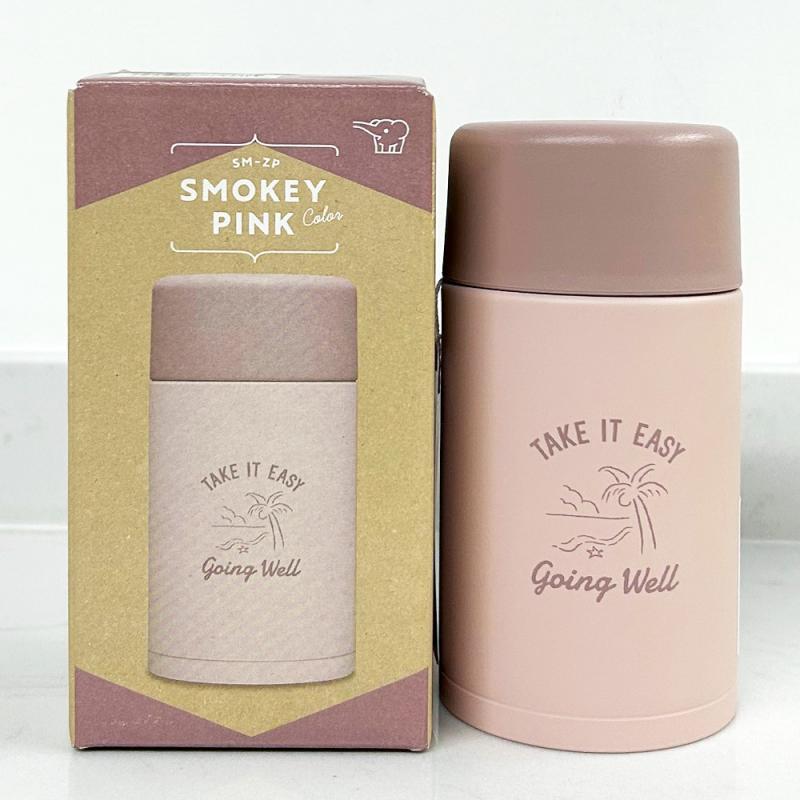 SM-ZP
SMOKEY
PINK Color
TAKE IT EASY
Going Well
TAKE IT EASY
Going Well